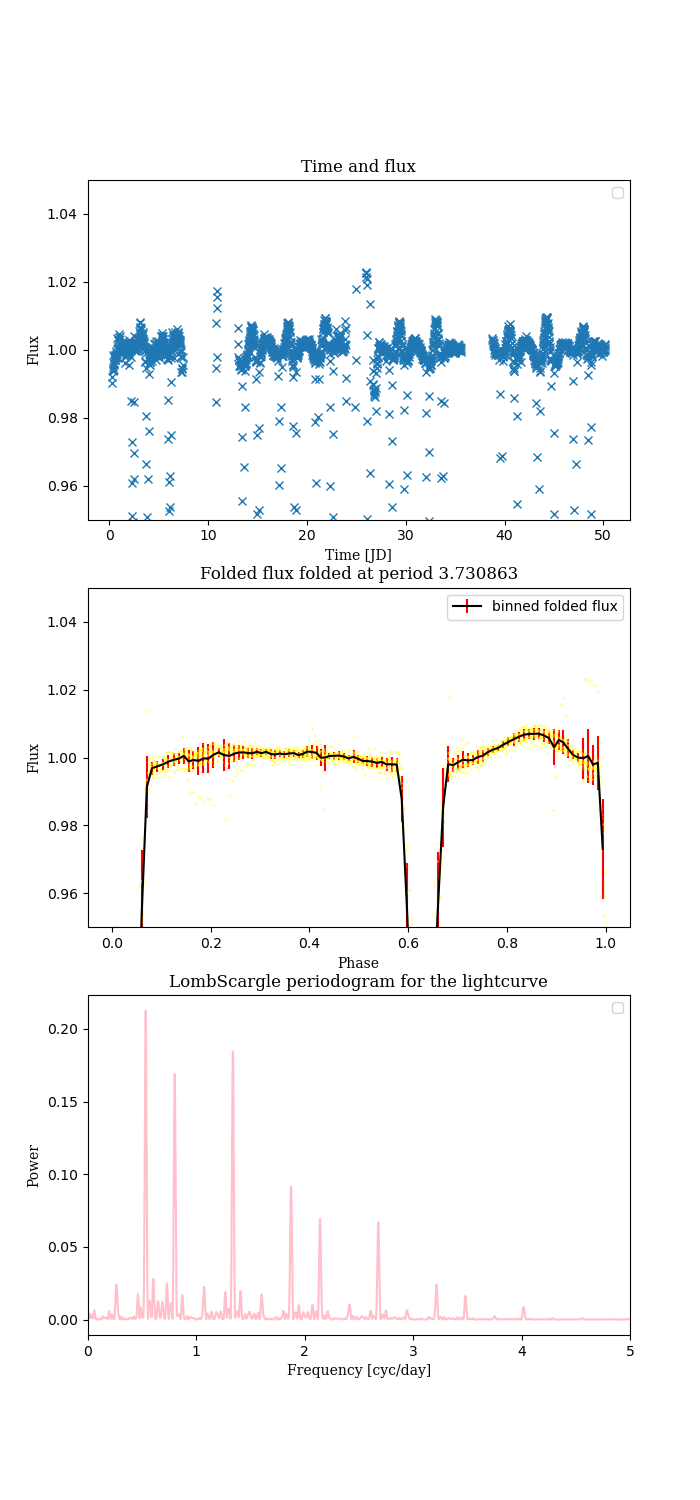 Time and flux
1.04
1.02
1.00
0.98
0.96
Flux
0 10 20 30 40 50
Time [JD]
Folded flux folded at period 3.730863
binned folded flux
1.04
1.02
1.00
0.98
0.96
Flux
0.0 0.2 0.4 0.6 0.8 1.0
Phase
LombScargle periodogram for the lightcurve
0.20
0.15
0.10
0.05
0.00
Power
0 1 2 3 4 5
Frequency [cyc/day]